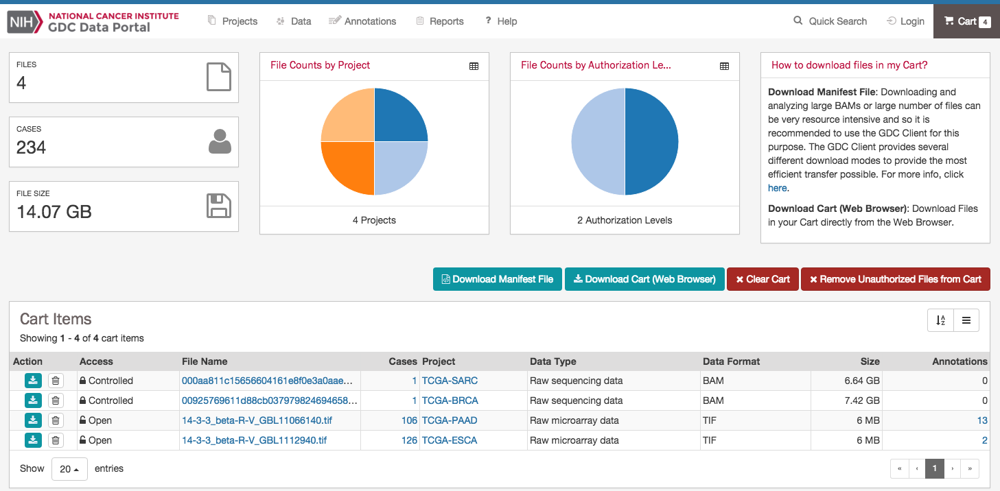 NIH NATIONAL CANCER INSTITUTE
GDC Data Portal
Projects Data Annotations Reports ? Help Quick Search Login Cart 4
FILES
4
CASES
234
FILE SIZE
14.07 GB
File Counts by Project
4 Projects
File Counts by Authorization Le...
2 Authorization Levels
How to download files in my Cart?
Download Manifest File: Downloading and
analyzing large BAMs or large number of files can
be very resource intensive and so it is
recommended to use the GDC Client for this
purpose. The GDC Client provides several
different download modes to provide the most
efficient transfer possible. For more info, click
here.
Download Cart (Web Browser): Download Files
in your Cart directly from the Web Browser.
Download Manifest File Download Cart (Web Browser) Clear Cart Remove Unauthorized Files from Cart
Cart Items
Showing 1 - 4 of 4 cart items
Action Access File Name Cases Project Data Type Data Format Size Annotations
Controlled 000aa811c15656604161e8f0e3a0aae... 1 TCGA-SARC Raw sequencing data BAM 6.64 GB 0
Controlled 00925769611d88cb037979824694658... 1 TCGA-BRCA Raw sequencing data BAM 7.42 GB 0
Open 14-3-3_beta-R-V_GBL11066140.tif 106 TCGA-PAAD Raw microarray data TIF 6 MB 13
Open 14-3-3_beta-R-V_GBL1112940.tif 126 TCGA-ESCA Raw microarray data TIF 6 MB 2
Show 20 entries « ‹ 1 › »